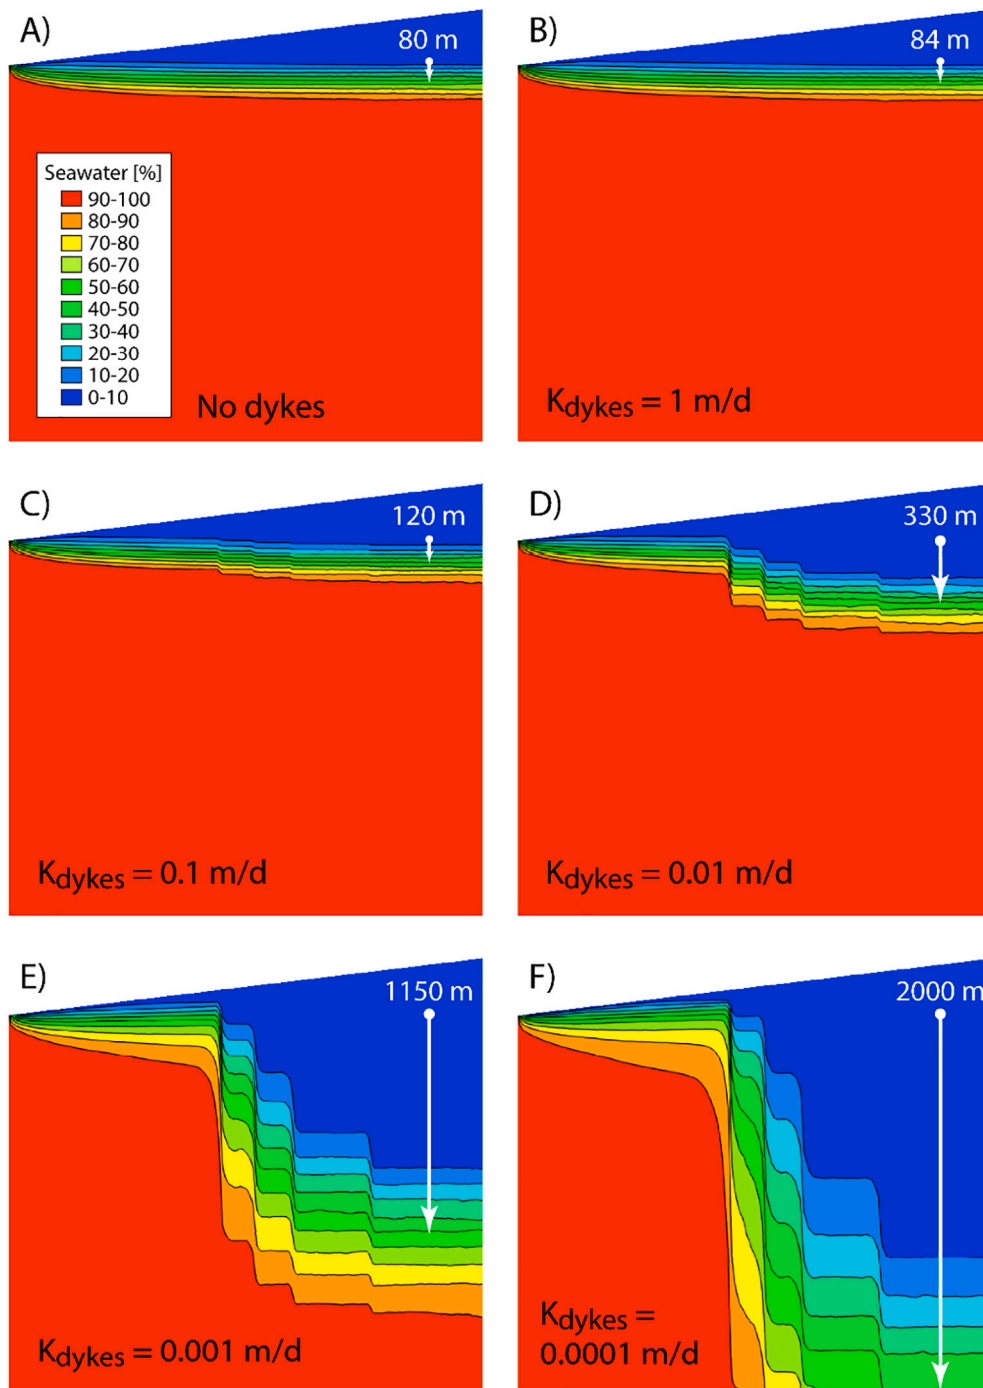 A)
80 m
B)
84 m
Seawater [%]
90-100
80-90
70-80
60-70
50-60
40-50
30-40
20-30
10-20
0-10
No dykes
Kdykes = 1 m/d
C)
120 m
D)
330 m
Kdykes = 0.1 m/d
Kdykes = 0.01 m/d
E)
1150 m
F)
2000 m
Kdykes = 0.001 m/d
Kdykes =
0.0001 m/d